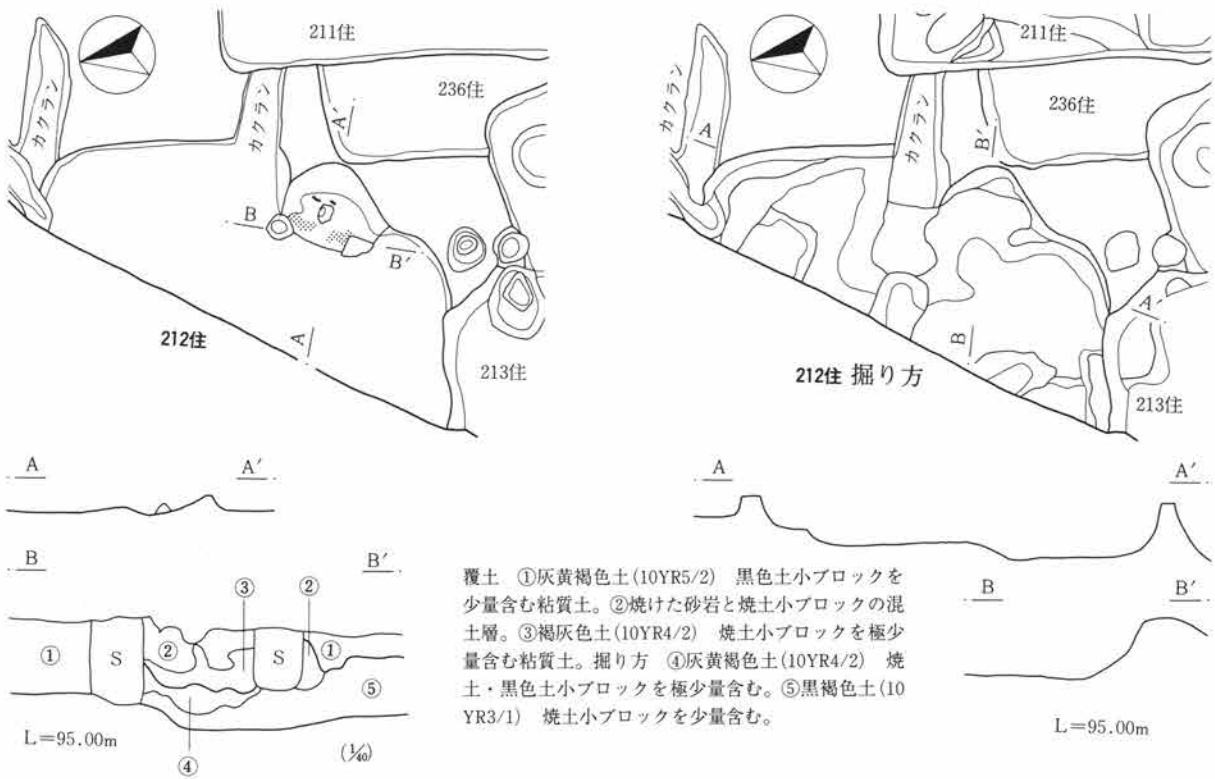 211住
236住
カクラン
カクラン
A′
B
B′
A
212住
213住
211住
236住
カクラン
カクラン
A
B′
B
A′
212住 掘り方
213住
A
A′
B
B′
③
②
①
②
S
S
①
⑤
④
L=95.00m
(1/40)
覆土 ①灰黄褐色土(10YR5/2) 黒色土小ブロックを
少量含む粘質土。②焼けた砂岩と焼土小ブロックの混
土層。③褐灰色土(10YR4/2) 焼土小ブロックを極少
量含む粘質土。掘り方 ④灰黄褐色土(10YR4/2) 焼
土・黒色土小ブロックを極少量含む。⑤黒褐色土(10
YR3/1) 焼土小ブロックを少量含む。
A
A′
B
B′
L=95.00m